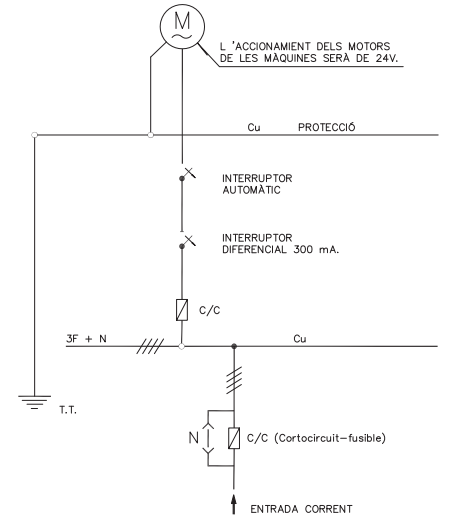 M
L 'ACCIONAMIENT DELS MOTORS
DE LES MÀQUINES SERÀ DE 24V.
Cu PROTECCIÓ
INTERRUPTOR
AUTOMÀTIC
INTERRUPTOR
DIFERENCIAL 300 mA.
C/C
3F + N Cu
T.T.
N C/C (Cortocircuit-fusible)
ENTRADA CORRENT